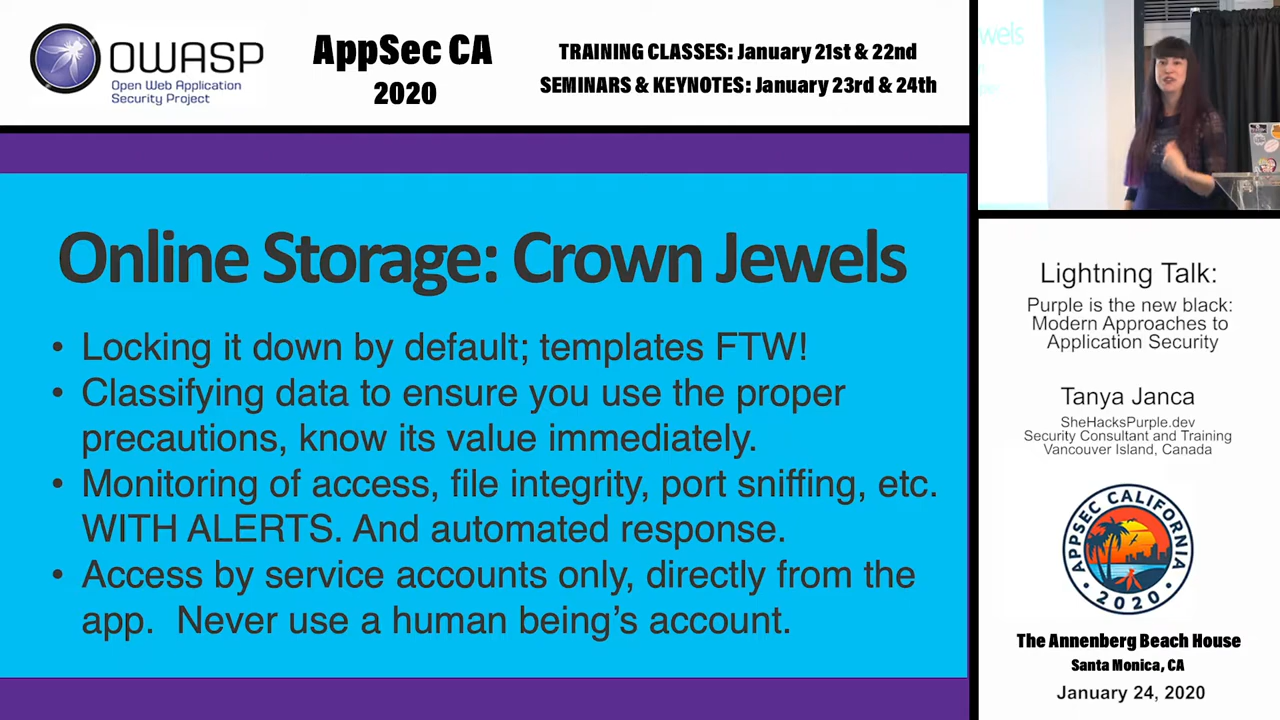 OWASP
Open Web Application
Security Project
AppSec CA
2020
TRAINING CLASSES: January 21st & 22nd
SEMINARS & KEYNOTES: January 23rd & 24th
Online Storage: Crown Jewels
• Locking it down by default; templates FTW!
• Classifying data to ensure you use the proper
precautions, know its value immediately.
• Monitoring of access, file integrity, port sniffing, etc.
WITH ALERTS. And automated response.
• Access by service accounts only, directly from the
app.  Never use a human being’s account.
Lightning Talk:
Purple is the new black:
Modern Approaches to
Application Security
Tanya Janca
SheHacksPurple.dev
Security Consultant and Training
Vancouver Island, Canada
APPSEC CALIFORNIA
• 2020 •
The Annenberg Beach House
Santa Monica, CA
January 24, 2020